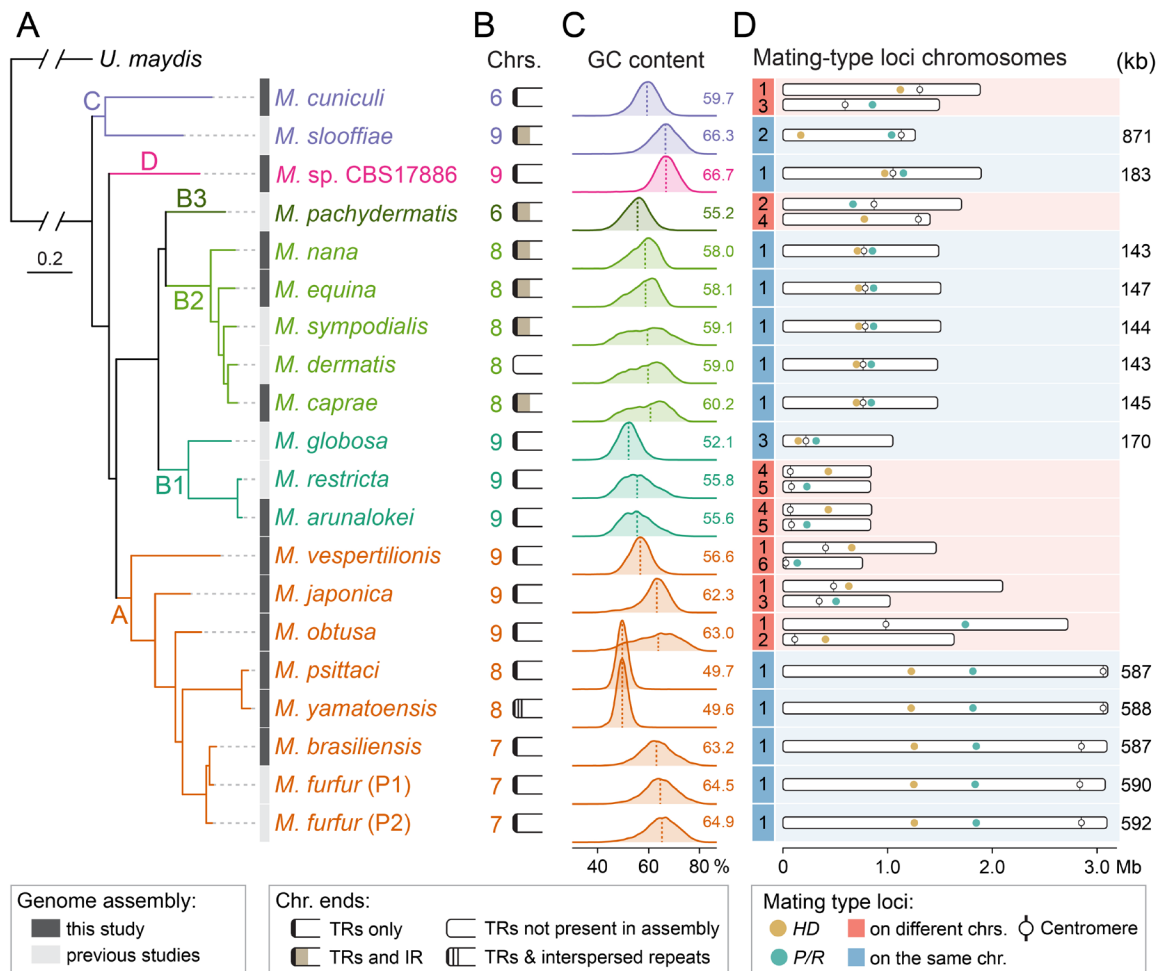 A
B
C
D
Chrs.
GC content
Mating-type loci chromosomes
(kb)
U. maydis
C
M. cuniculi
6
59.7
1
3
M. slooffiae
9
66.3
2
871
D
M. sp. CBS17886
9
66.7
1
183
B3
M. pachydermatis
6
55.2
2
4
0.2
M. nana
8
58.0
1
143
B2
M. equina
8
58.1
1
147
M. sympodialis
8
59.1
1
144
M. dermatis
8
59.0
1
143
M. caprae
8
60.2
1
145
M. globosa
9
52.1
3
170
B1
M. restricta
9
55.8
4
5
M. arunalokei
9
55.6
4
5
M. vespertilionis
9
56.6
1
6
A
M. japonica
9
62.3
1
3
M. obtusa
9
63.0
1
2
M. psittaci
8
49.7
1
587
M. yamatoensis
8
49.6
1
588
M. brasiliensis
7
63.2
1
587
M. furfur (P1)
7
64.5
1
590
M. furfur (P2)
7
64.9
1
592
40 60 80 %
0 1.0 2.0 3.0 Mb
Genome assembly:
this study
previous studies
Chr. ends:
TRs only
TRs not present in assembly
TRs and IR
TRs & interspersed repeats
Mating type loci:
HD
on different chrs.
Centromere
P/R
on the same chr.